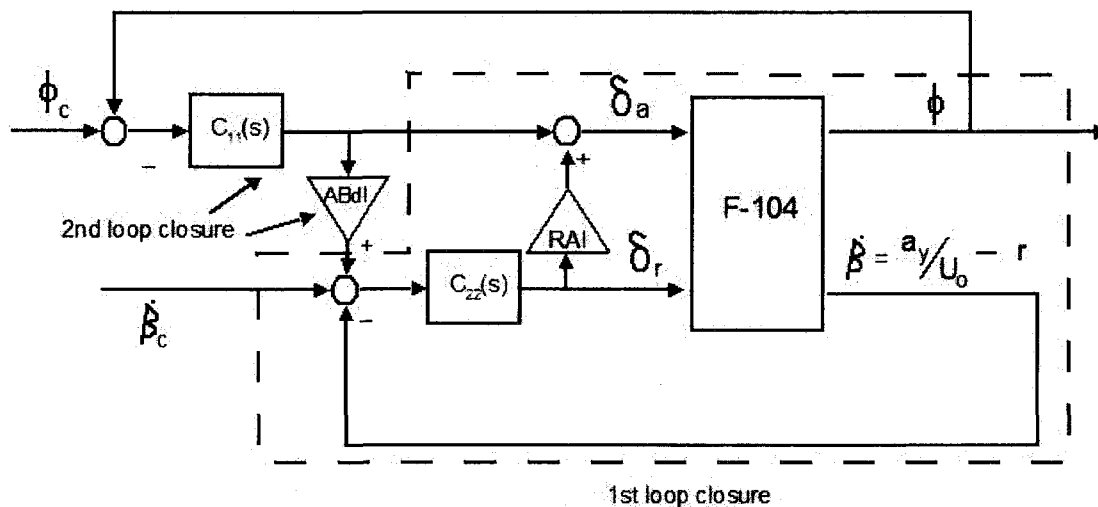 ϕc
−
C₁₁(s)
ABdI
2nd loop closure
+
β̇c
−
C₂₂(s)
RAI
+
δa
δr
F-104
ϕ
β̇ = ay/Uo − r
1st loop closure